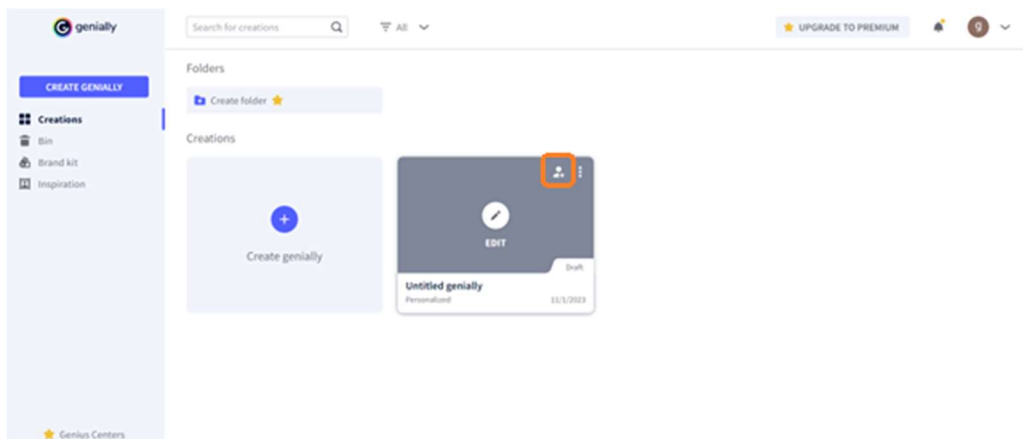 genially
Search for creations
All
UPGRADE TO PREMIUM
g
CREATE GENIALLY
Creations
Bin
Brand kit
Inspiration
Genius Centers
Folders
Create folder
Creations
Create genially
EDIT
Draft
Untitled genially
Personalized 11/1/2023